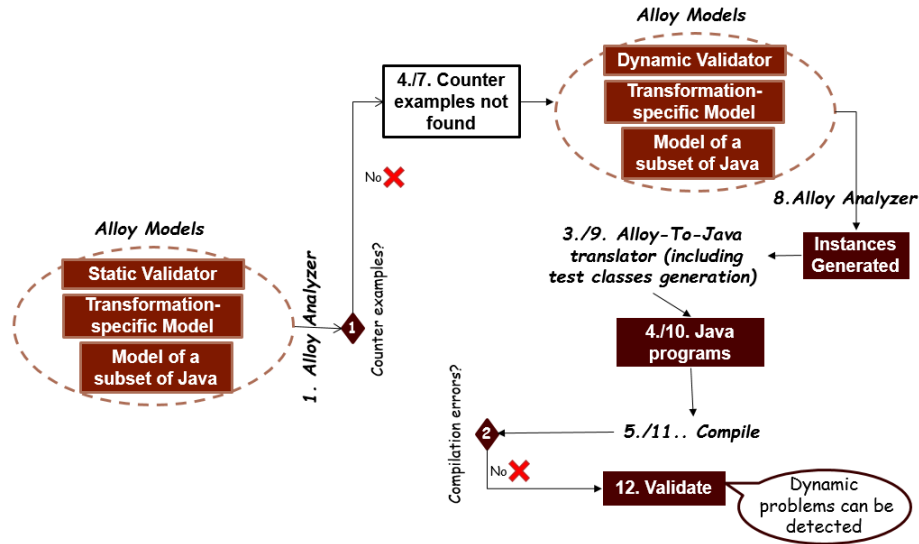 Alloy Models
Dynamic Validator
Transformation-
specific Model
Model of a
subset of Java
4./7. Counter
examples not
found
No
8.Alloy Analyzer
Instances
Generated
3./9. Alloy-To-Java
translator (including
test classes generation)
Alloy Models
Static Validator
Transformation-
specific Model
Model of a
subset of Java
1. Alloy Analyzer
1
Counter examples?
4./10. Java
programs
5./11.. Compile
2
Compilation errors?
No
12. Validate
Dynamic
problems can be
detected